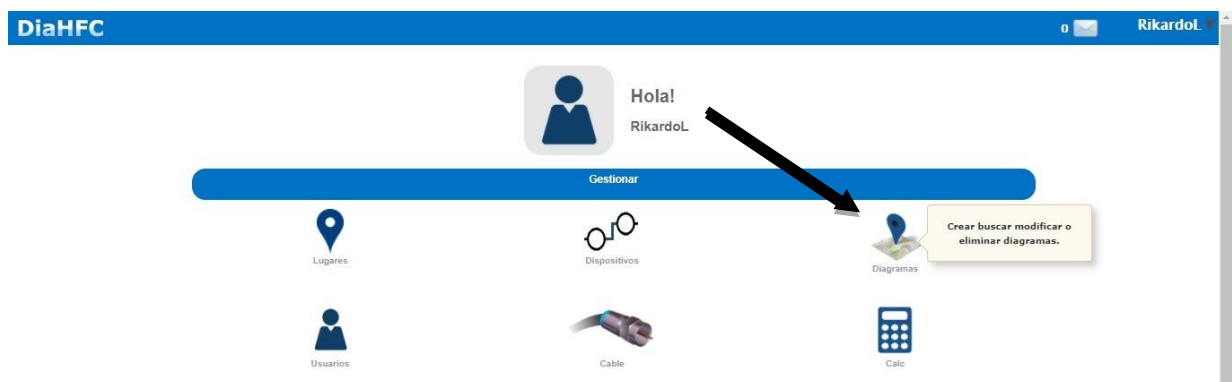 DiaHFC
0
RikardoL
Hola!
RikardoL
Gestionar
Lugares
Dispositivos
Diagramas
Crear buscar modificar o
eliminar diagramas.
Usuarios
Cable
Calc